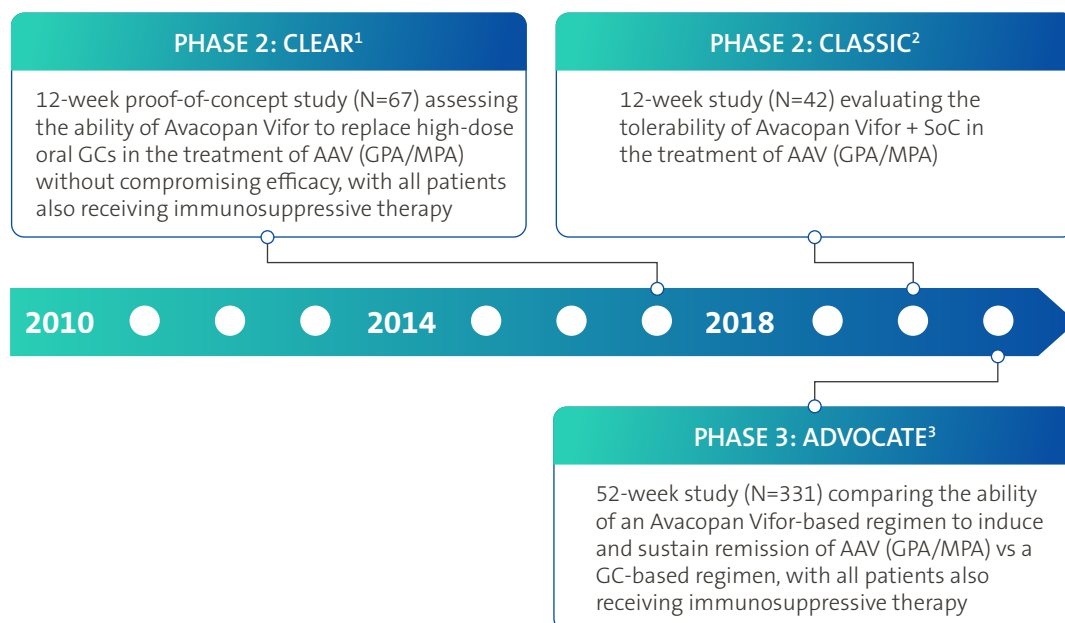 PHASE 2: CLEAR¹
12-week proof-of-concept study (N=67) assessing
the ability of Avacopan Vifor to replace high-dose
oral GCs in the treatment of AAV (GPA/MPA)
without compromising efficacy, with all patients
also receiving immunosuppressive therapy
PHASE 2: CLASSIC²
12-week study (N=42) evaluating the
tolerability of Avacopan Vifor + SoC in
the treatment of AAV (GPA/MPA)
2010 2014 2018
PHASE 3: ADVOCATE³
52-week study (N=331) comparing the ability
of an Avacopan Vifor-based regimen to induce
and sustain remission of AAV (GPA/MPA) vs a
GC-based regimen, with all patients also
receiving immunosuppressive therapy